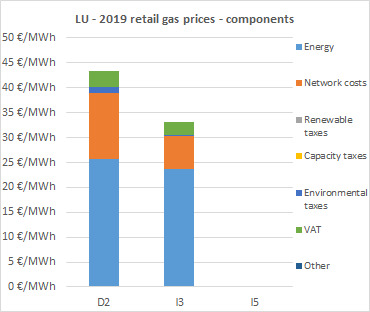 LU - 2019 retail gas prices - components
50 €/MWh
45 €/MWh
40 €/MWh
35 €/MWh
30 €/MWh
25 €/MWh
20 €/MWh
15 €/MWh
10 €/MWh
5 €/MWh
0 €/MWh
D2
I3
I5
Energy
Network costs
Renewable
taxes
Capacity taxes
Environmental
taxes
VAT
Other